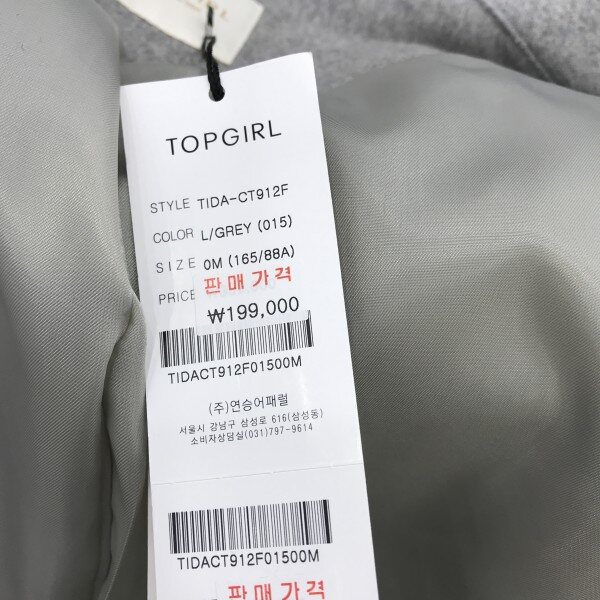 IRL
TOPGIRL
STYLE TIDA-CT912F
COLOR L/GREY (015)
SIZE 0M (165/88A)
판매가격
PRICE
₩199,000
TIDACT912F01500M
(주)연승어패럴
서울시 강남구 삼성로 616(삼성동)
소비자상담실(031)797-9614
TIDACT912F01500M
판매가격